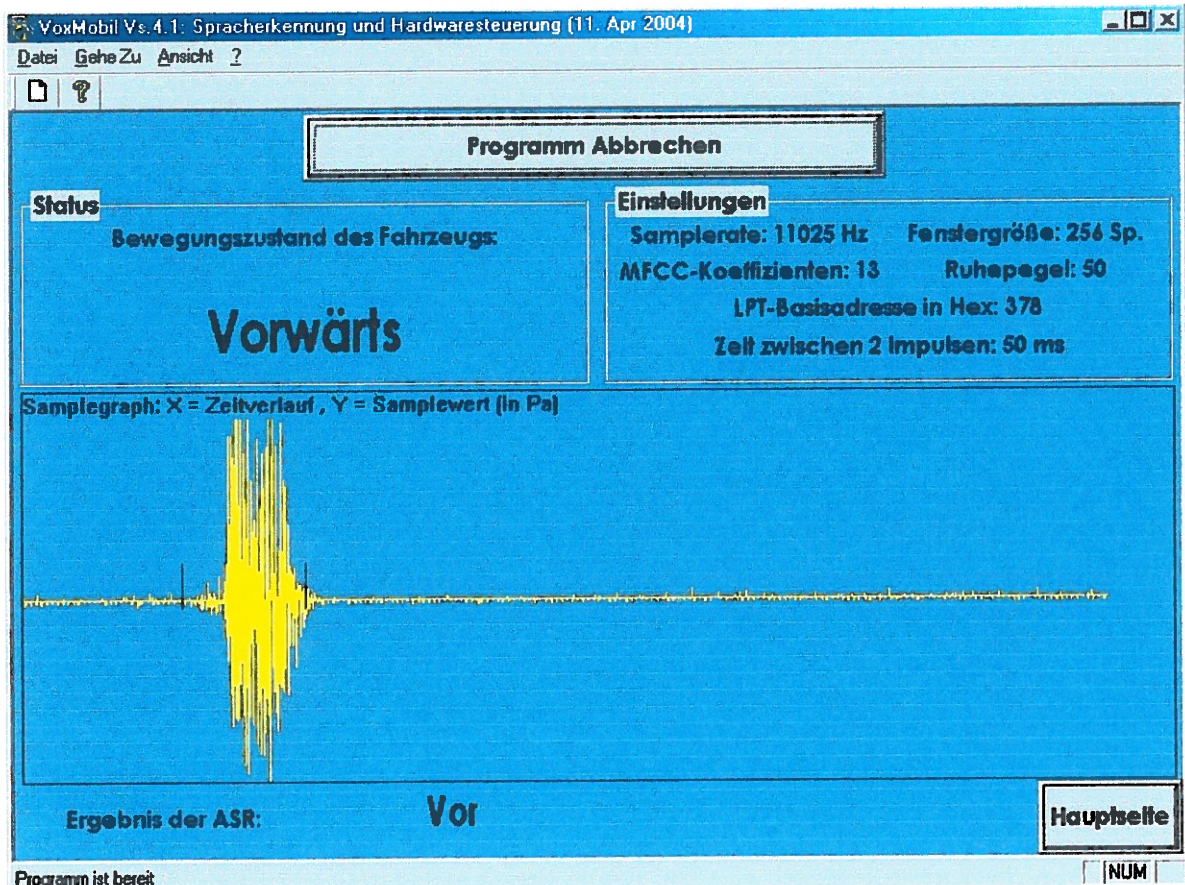 VoxMobil Vs.4.1: Spracherkennung und Hardwaresteuerung (11. Apr 2004)
Datei GeheZu Ansicht ?
Programm Abbrechen
Status
Bewegungszustand des Fahrzeugs:
Vorwärts
Einstellungen
Samplerate: 11025 Hz Fenstergröße: 256 Sp.
MFCC-Koeffizienten: 13 Ruhepegel: 50
LPT-Basisadresse in Hex: 378
Zeit zwischen 2 Impulsen: 50 ms
Samplegraph: X = Zeitverlauf , Y = Samplewert (in Pa)
Ergebnis der ASR: Vor
Hauptseite
Programm ist bereit NUM